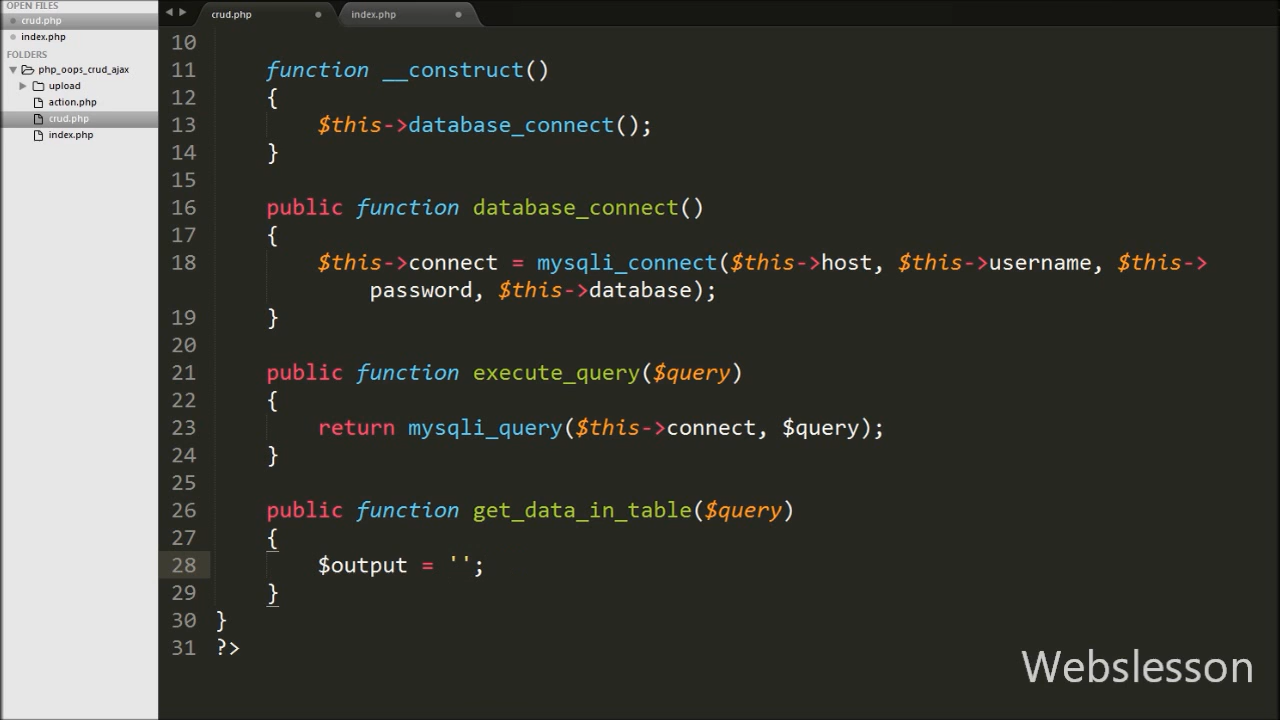 OPEN FILES
crud.php
index.php
FOLDERS
php_oops_crud_ajax
upload
action.php
crud.php
index.php
crud.php
index.php
10
11 function __construct()
12 {
13 $this->database_connect();
14 }
15
16 public function database_connect()
17 {
18 $this->connect = mysqli_connect($this->host, $this->username, $this->
password, $this->database);
19 }
20
21 public function execute_query($query)
22 {
23 return mysqli_query($this->connect, $query);
24 }
25
26 public function get_data_in_table($query)
27 {
28 $output = '';
29 }
30 }
31 ?>
Webslesson